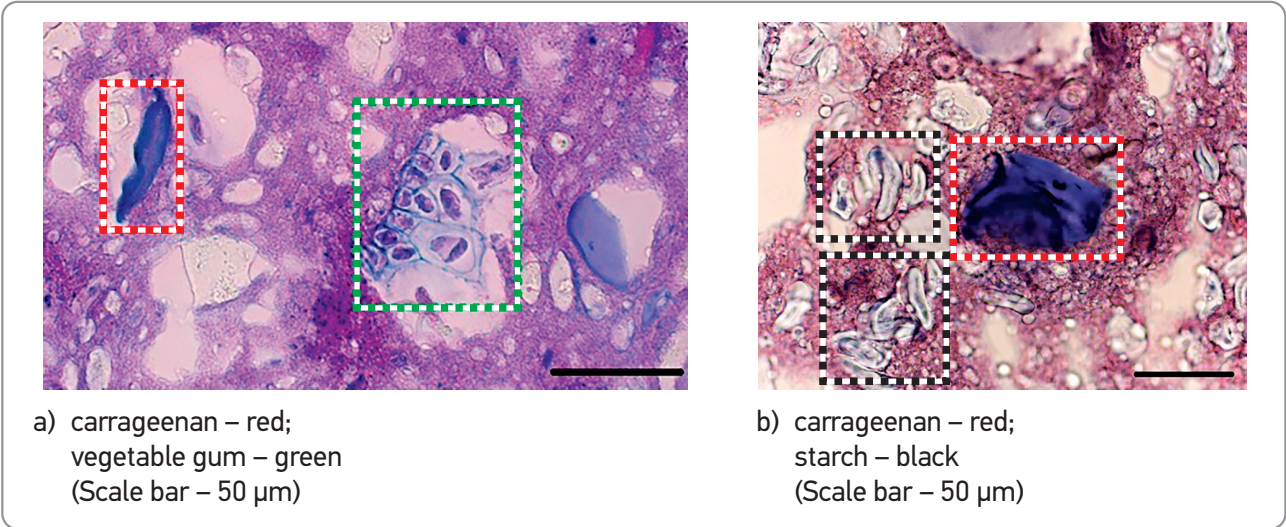 a) carrageenan – red;
vegetable gum – green
(Scale bar – 50 µm)
b) carrageenan – red;
starch – black
(Scale bar – 50 µm)